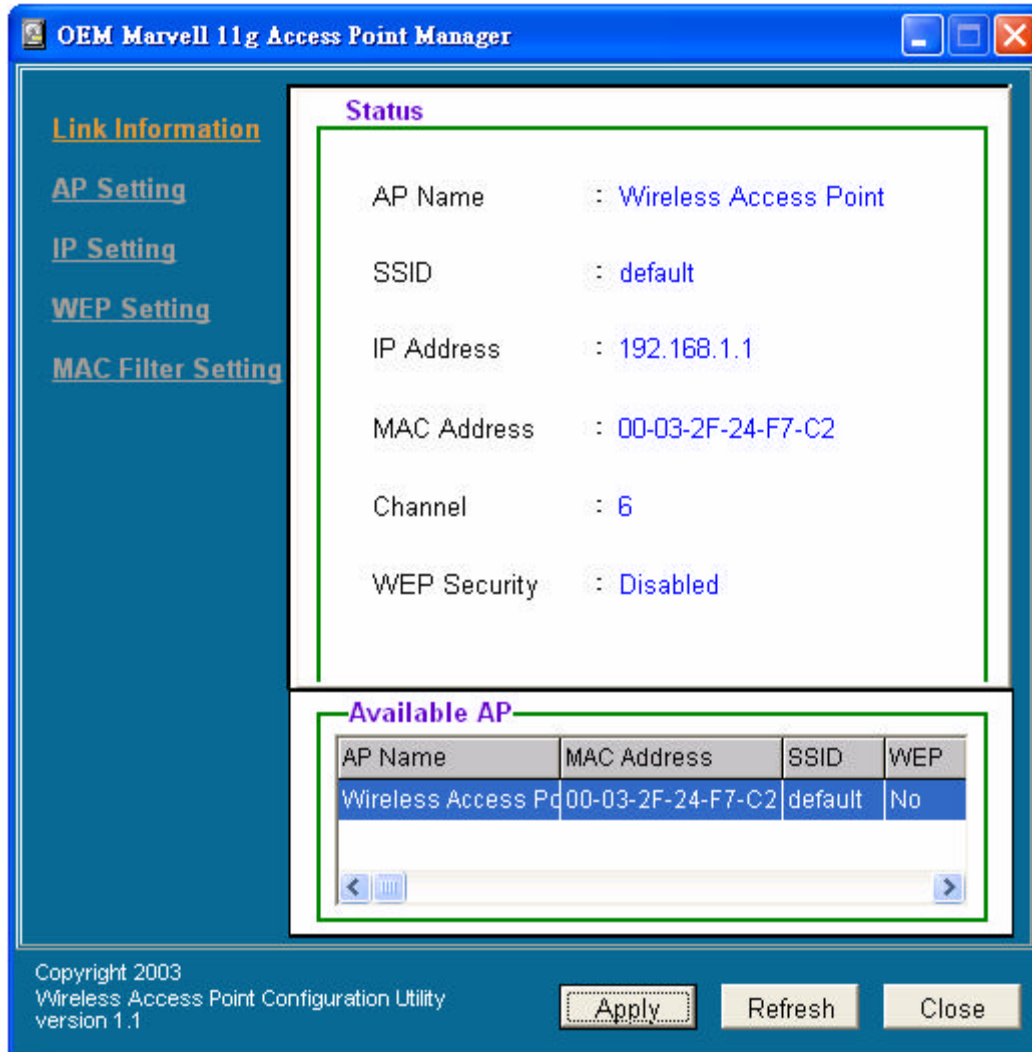 OEM Marvell 11g Access Point Manager
Link Information
AP Setting
IP Setting
WEP Setting
MAC Filter Setting
Status
AP Name : Wireless Access Point
SSID : default
IP Address : 192.168.1.1
MAC Address : 00-03-2F-24-F7-C2
Channel : 6
WEP Security : Disabled
Available AP
AP Name MAC Address SSID WEP
Wireless Access Po 00-03-2F-24-F7-C2 default No
Copyright 2003
Wireless Access Point Configuration Utility
version 1.1
Apply Refresh Close